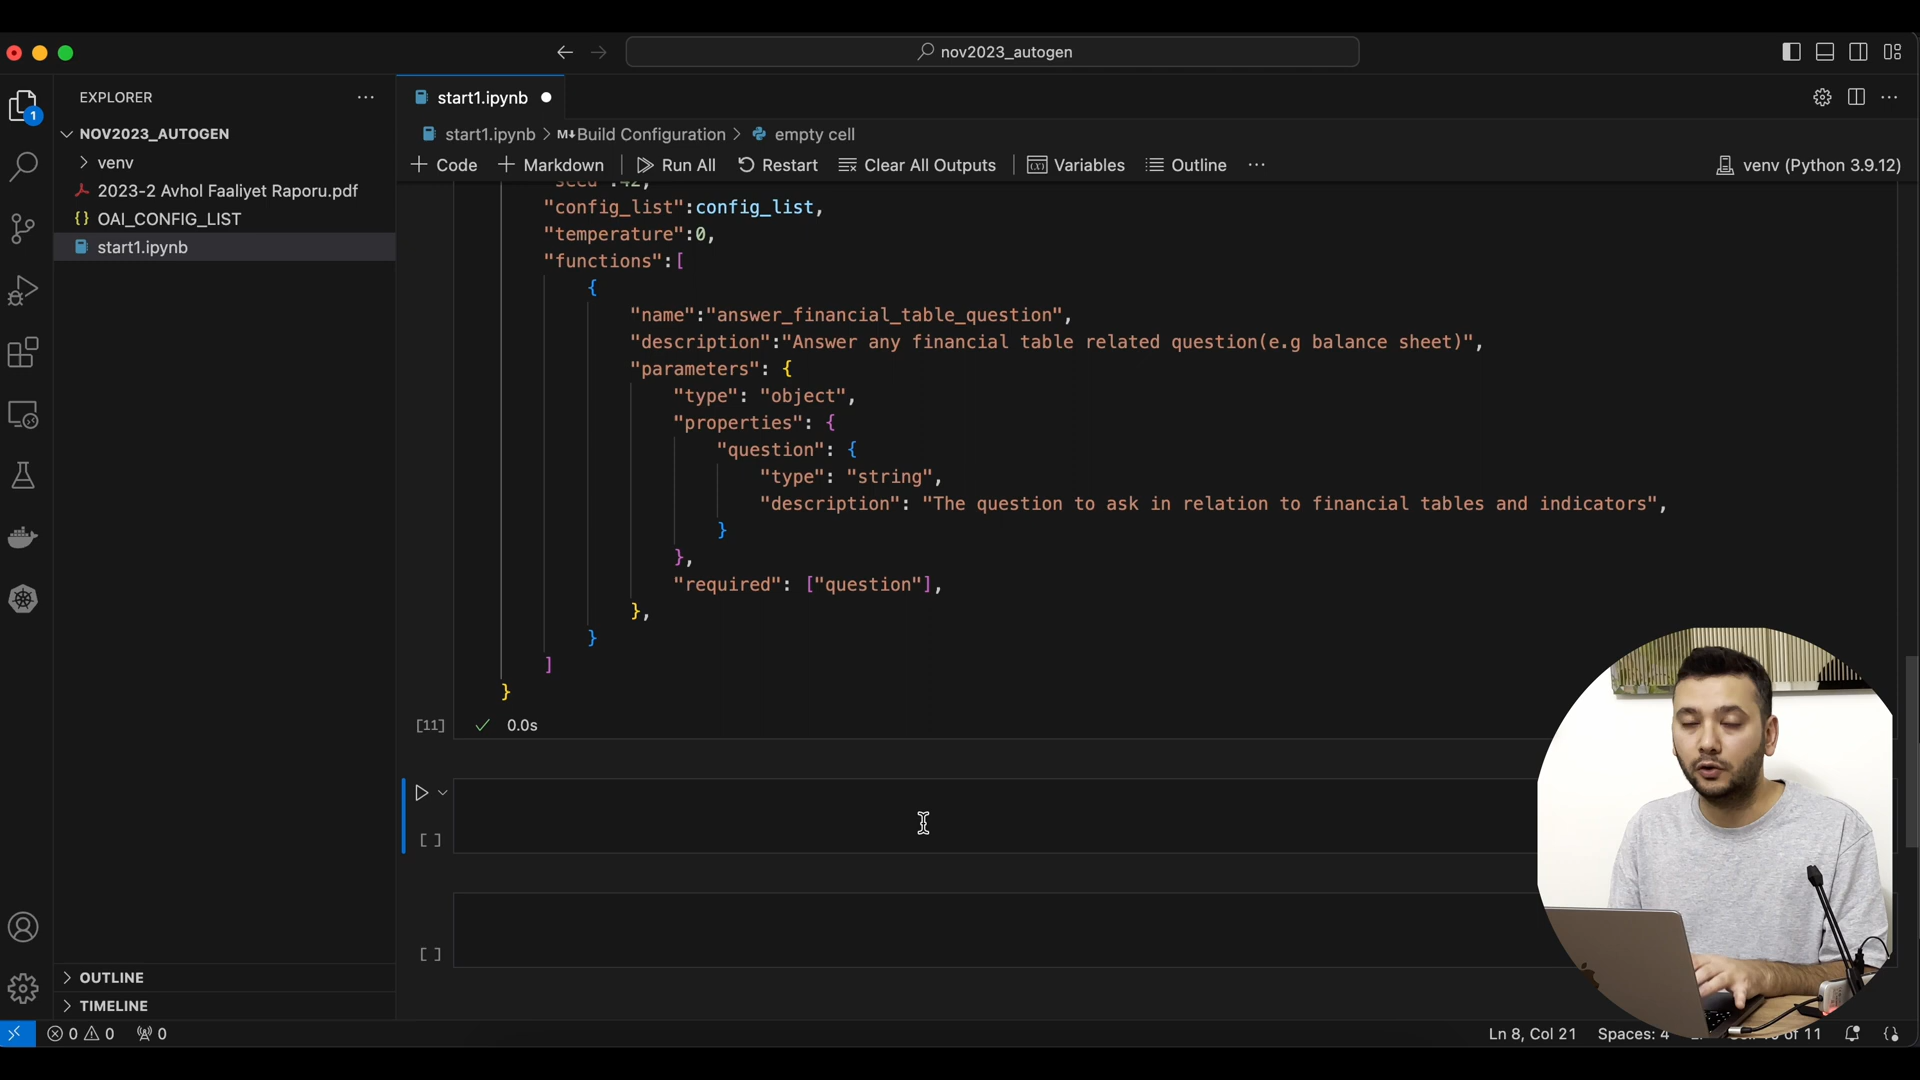 nov2023_autogen
EXPLORER
start1.ipynb
NOV2023_AUTOGEN
start1.ipynb > M↓Build Configuration > empty cell
venv
+ Code + Markdown Run All Restart Clear All Outputs Variables Outline ...
venv (Python 3.9.12)
1
2023-2 Avhol Faaliyet Raporu.pdf
{} OAI_CONFIG_LIST
start1.ipynb
"config_list":config_list,
"temperature":0,
"functions":[
{
"name":"answer_financial_table_question",
"description":"Answer any financial table related question(e.g balance sheet)",
"parameters": {
"type": "object",
"properties": {
"question": {
"type": "string",
"description": "The question to ask in relation to financial tables and indicators",
}
},
"required": ["question"],
},
}
]
}
[11] ✓ 0.0s
[ ]
[ ]
OUTLINE
TIMELINE
0 0 0
Ln 8, Col 21 Spaces: 4 of 11